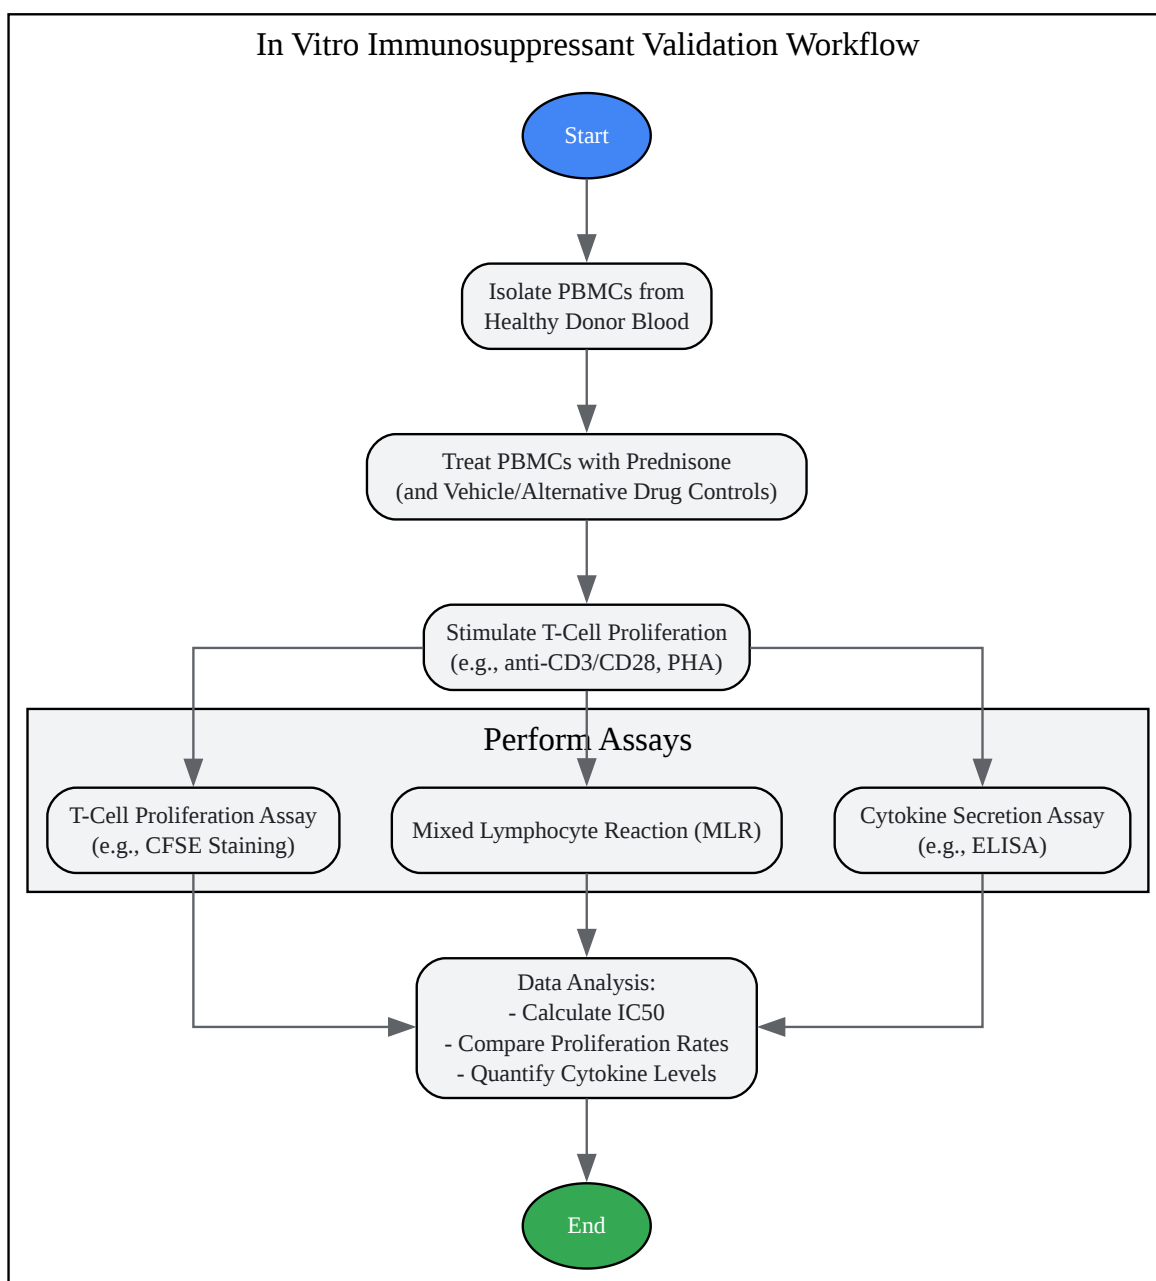 In Vitro Immunosuppressant Validation Workflow
Start
Isolate PBMCs from
Healthy Donor Blood
Treat PBMCs with Prednisone
(and Vehicle/Alternative Drug Controls)
Stimulate T-Cell Proliferation
(e.g., anti-CD3/CD28, PHA)
Perform Assays
T-Cell Proliferation Assay
(e.g., CFSE Staining)
Mixed Lymphocyte Reaction (MLR)
Cytokine Secretion Assay
(e.g., ELISA)
Data Analysis:
- Calculate IC50
- Compare Proliferation Rates
- Quantify Cytokine Levels
End